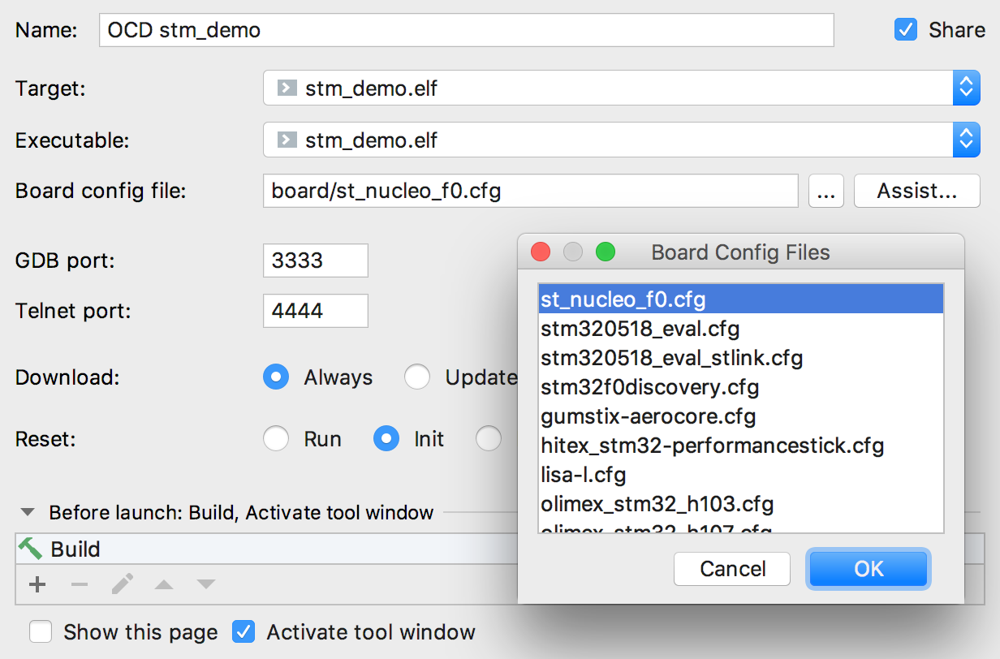 Name: OCD stm_demo Share
Target: stm_demo.elf
Executable: stm_demo.elf
Board config file: board/st_nucleo_f0.cfg ... Assist...
GDB port: 3333
Telnet port: 4444
Download: Always Update
Reset: Run Init
Before launch: Build, Activate tool window
Build
Show this page Activate tool window
Board Config Files
st_nucleo_f0.cfg
stm320518_eval.cfg
stm320518_eval_stlink.cfg
stm32f0discovery.cfg
gumstix-aerocore.cfg
hitex_stm32-performancestick.cfg
lisa-l.cfg
olimex_stm32_h103.cfg
olimex_stm32_h107.cfg
Cancel OK